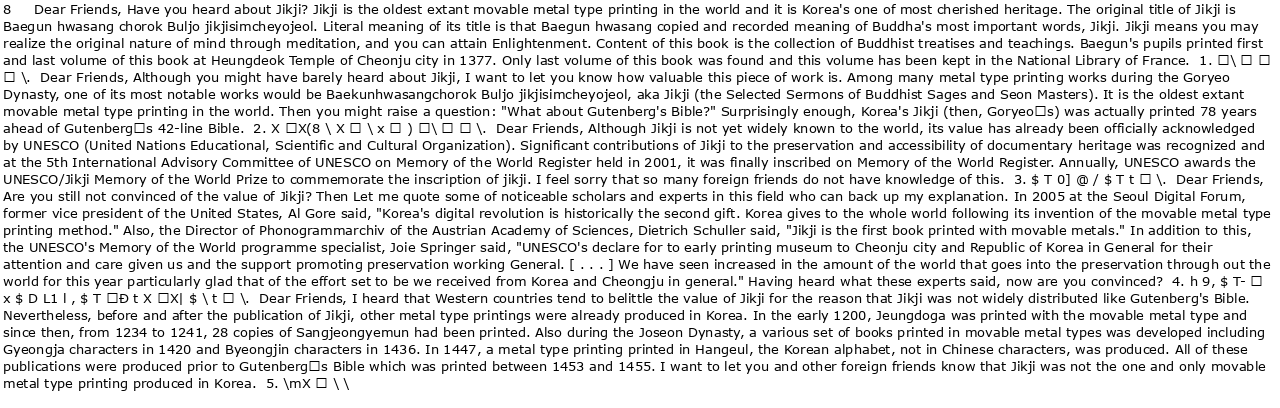 8 Dear Friends, Have you heard about Jikji? Jikji is the oldest extant movable metal type printing in the world and it is Korea's one of most cherished heritage. The original title of Jikji is
Baegun hwasang chorok Buljo jikjisimcheyojeol. Literal meaning of its title is that Baegun hwasang copied and recorded meaning of Buddha's most important words, Jikji. Jikji means you may
realize the original nature of mind through meditation, and you can attain Enlightenment. Content of this book is the collection of Buddhist treatises and teachings. Baegun's pupils printed first
and last volume of this book at Heungdeok Temple of Cheonju city in 1377. Only last volume of this book was found and this volume has been kept in the National Library of France. 1. □\ □ □
□ \. Dear Friends, Although you might have barely heard about Jikji, I want to let you know how valuable this piece of work is. Among many metal type printing works during the Goryeo
Dynasty, one of its most notable works would be Baekunhwasangchorok Buljo jikjisimcheyojeol, aka Jikji (the Selected Sermons of Buddhist Sages and Seon Masters). It is the oldest extant
movable metal type printing in the world. Then you might raise a question: "What about Gutenberg's Bible?" Surprisingly enough, Korea's Jikji (then, Goryeo□s) was actually printed 78 years
ahead of Gutenberg□s 42-line Bible. 2. X □X(8 \ X □ \ x □ ) □\ □ □ \. Dear Friends, Although Jikji is not yet widely known to the world, its value has already been officially acknowledged
by UNESCO (United Nations Educational, Scientific and Cultural Organization). Significant contributions of Jikji to the preservation and accessibility of documentary heritage was recognized and
at the 5th International Advisory Committee of UNESCO on Memory of the World Register held in 2001, it was finally inscribed on Memory of the World Register. Annually, UNESCO awards the
UNESCO/Jikji Memory of the World Prize to commemorate the inscription of jikji. I feel sorry that so many foreign friends do not have knowledge of this. 3. $ T 0] @ / $ T t □ \. Dear Friends,
Are you still not convinced of the value of Jikji? Then Let me quote some of noticeable scholars and experts in this field who can back up my explanation. In 2005 at the Seoul Digital Forum,
former vice president of the United States, Al Gore said, "Korea's digital revolution is historically the second gift. Korea gives to the whole world following its invention of the movable metal type
printing method." Also, the Director of Phonogrammarchiv of the Austrian Academy of Sciences, Dietrich Schuller said, "Jikji is the first book printed with movable metals." In addition to this,
the UNESCO's Memory of the World programme specialist, Joie Springer said, "UNESCO's declare for to early printing museum to Cheonju city and Republic of Korea in General for their
attention and care given us and the support promoting preservation working General. [ . . . ] We have seen increased in the amount of the world that goes into the preservation through out the
world for this year particularly glad that of the effort set to be we received from Korea and Cheongju in general." Having heard what these experts said, now are you convinced? 4. h 9, $ T- □
x $ D L1 l , $ T □Ð t X □X| $ \ t □ \. Dear Friends, I heard that Western countries tend to belittle the value of Jikji for the reason that Jikji was not widely distributed like Gutenberg's Bible.
Nevertheless, before and after the publication of Jikji, other metal type printings were already produced in Korea. In the early 1200, Jeungdoga was printed with the movable metal type and
since then, from 1234 to 1241, 28 copies of Sangjeongyemun had been printed. Also during the Joseon Dynasty, a various set of books printed in movable metal types was developed including
Gyeongja characters in 1420 and Byeongjin characters in 1436. In 1447, a metal type printing printed in Hangeul, the Korean alphabet, not in Chinese characters, was produced. All of these
publications were produced prior to Gutenberg□s Bible which was printed between 1453 and 1455. I want to let you and other foreign friends know that Jikji was not the one and only movable
metal type printing produced in Korea. 5. \mX □ \ \